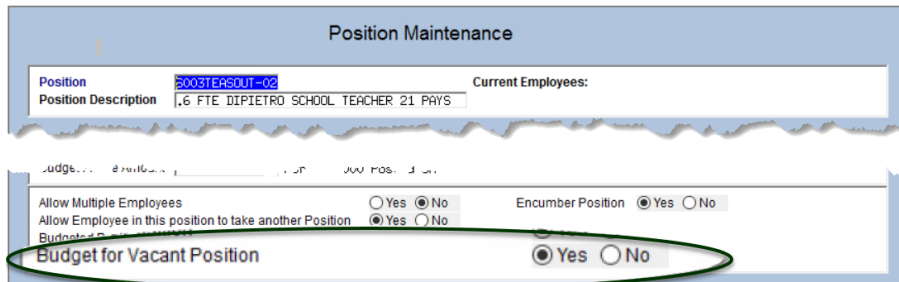 Position Maintenance
Position 5003TEASOUT-02 Current Employees:
Position Description .6 FTE DIPIETRO SCHOOL TEACHER 21 PAYS
Allow Multiple Employees Yes No Encumber Position Yes No
Allow Employee in this position to take another Position Yes No
Budget for Vacant Position Yes No